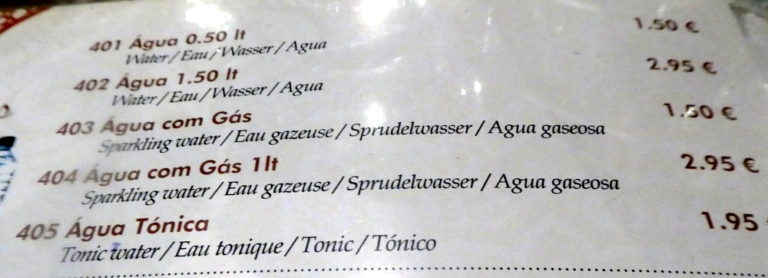 401 Água 0.50 lt 1.50 €
Water / Eau / Wasser / Agua
402 Água 1.50 lt 2.95 €
Water / Eau / Wasser / Agua
403 Água com Gás 1.50 €
Sparkling water / Eau gazeuse / Sprudelwasser / Agua gaseosa
404 Água com Gás 1lt 2.95 €
Sparkling water / Eau gazeuse / Sprudelwasser / Agua gaseosa
405 Água Tónica 1.95
Tonic water / Eau tonique / Tonic / Tónico